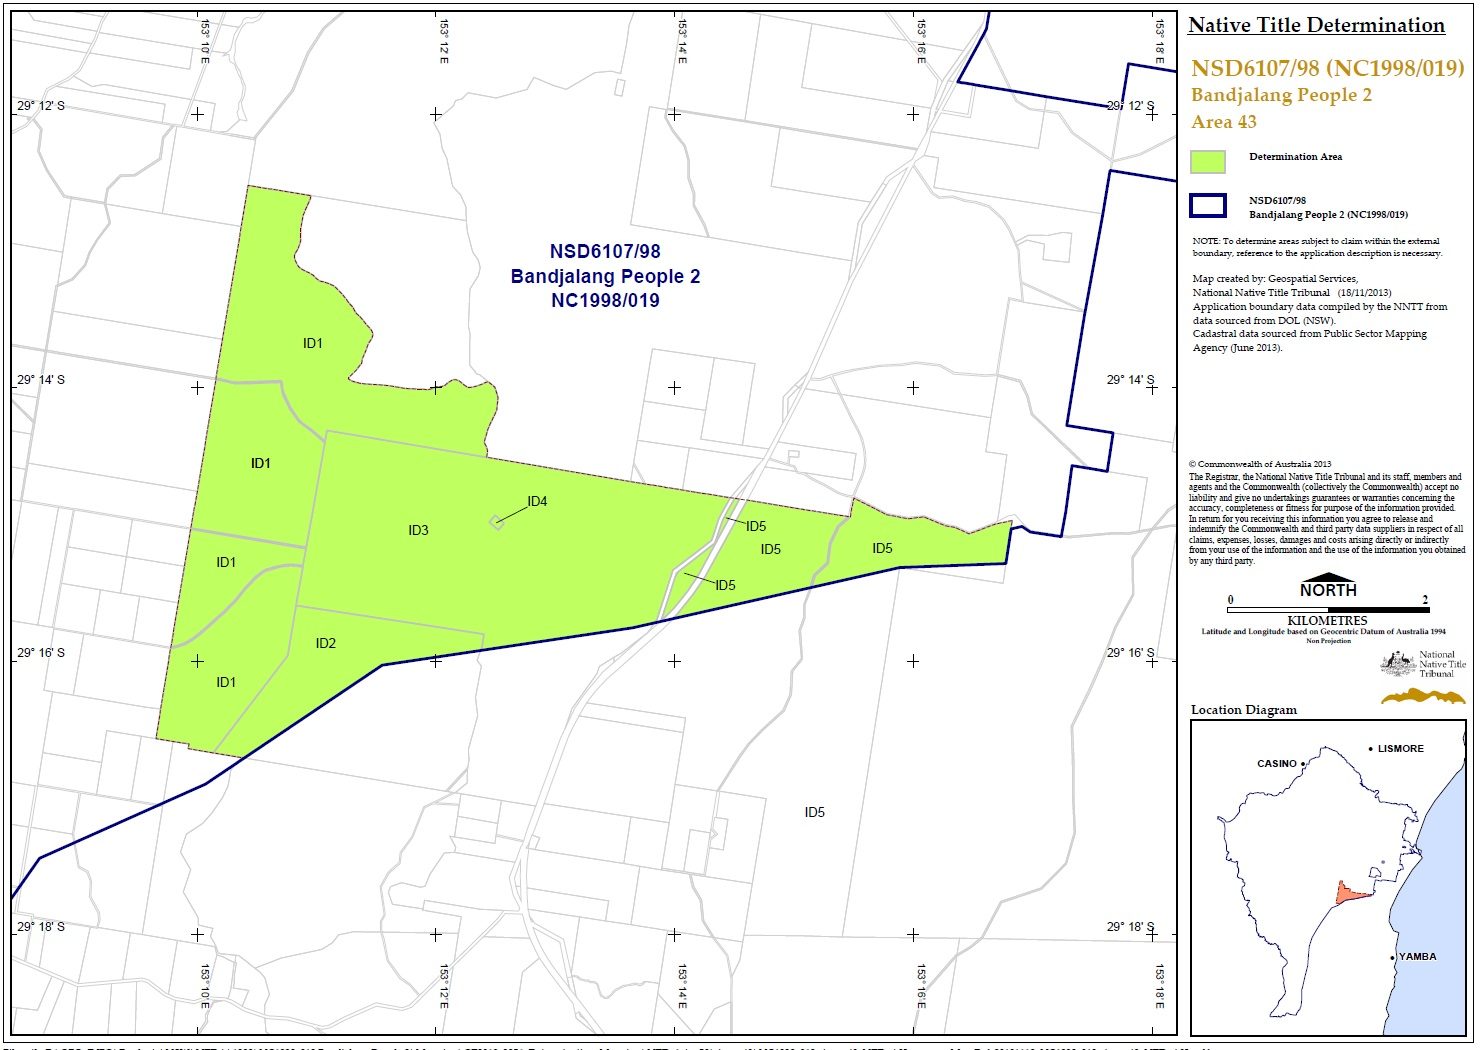 153° 10' E
153° 12' E
153° 14' E
153° 16' E
153° 18' E
29° 12' S
29° 12' S
NSD6107/98
Bandjalang People 2
NC1998/019
ID1
29° 14' S
29° 14' S
ID1
ID4
ID3
ID5
ID5
ID5
ID1
ID5
ID2
29° 16' S
29° 16' S
ID1
ID5
29° 18' S
29° 18' S
153° 10' E
153° 12' E
153° 14' E
153° 16' E
153° 18' E
Native Title Determination
NSD6107/98 (NC1998/019)
Bandjalang People 2
Area 43
Determination Area
NSD6107/98
Bandjalang People 2 (NC1998/019)
NOTE: To determine areas subject to claim within the external
boundary, reference to the application description is necessary.
Map created by: Geospatial Services,
National Native Title Tribunal (18/11/2013)
Application boundary data compiled by the NNTT from
data sourced from DOL (NSW).
Cadastral data sourced from Public Sector Mapping
Agency (June 2013).
© Commonwealth of Australia 2013
The Registrar, the National Native Title Tribunal and its staff, members and
agents and the Commonwealth (collectively the Commonwealth) accept no
liability and give no undertakings guarantees or warranties concerning the
accuracy, completeness or fitness for purpose of the information provided.
In return for you receiving this information you agree to release and
indemnify the Commonwealth and third party data suppliers in respect of all
claims, expenses, losses, damages and costs arising directly or indirectly
from your use of the information and the use of the information you obtained
by any third party.
NORTH
0 2
KILOMETRES
Latitude and Longitude based on Geocentric Datum of Australia 1994
Non Projection
National
Native Title
Tribunal
Location Diagram
LISMORE
CASINO
YAMBA